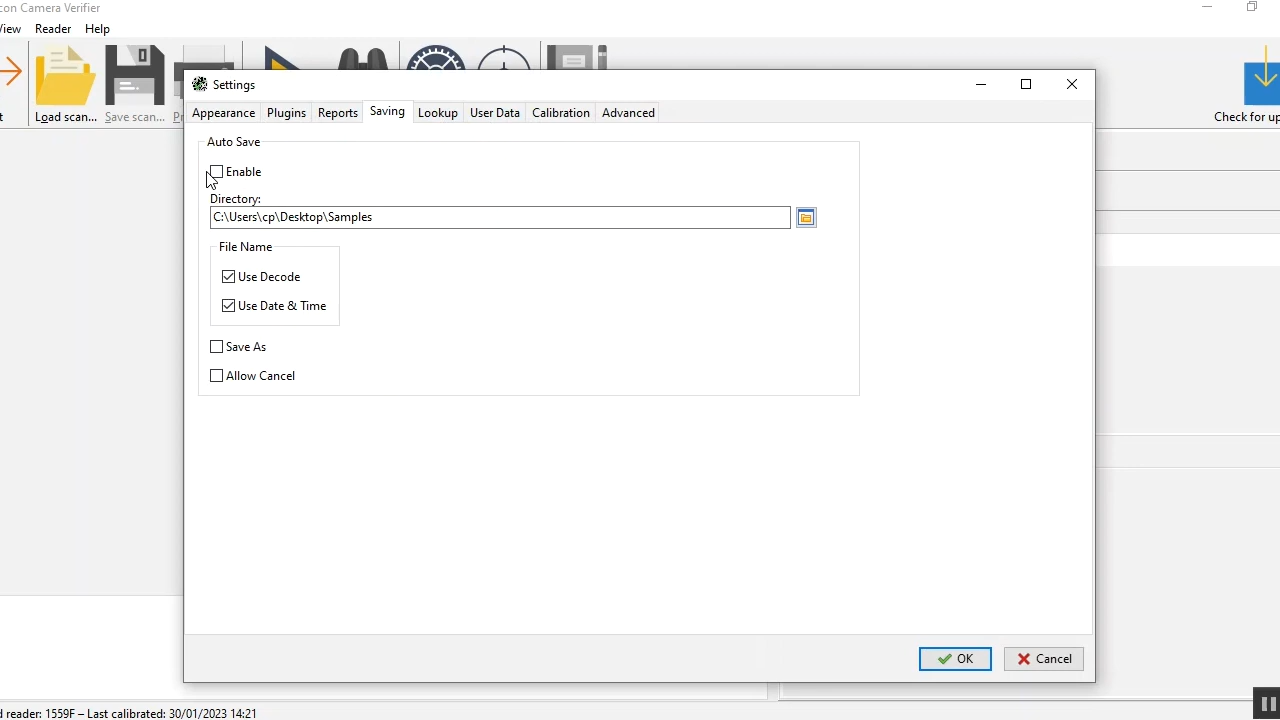 con Camera Verifier
View Reader Help
Load scan... Save scan...
Check for up
Settings
Appearance Plugins Reports Saving Lookup User Data Calibration Advanced
Auto Save
Enable
Directory:
C:\Users\cp\Desktop\Samples
File Name
Use Decode
Use Date & Time
Save As
Allow Cancel
OK Cancel
d reader: 1559F – Last calibrated: 30/01/2023 14:21